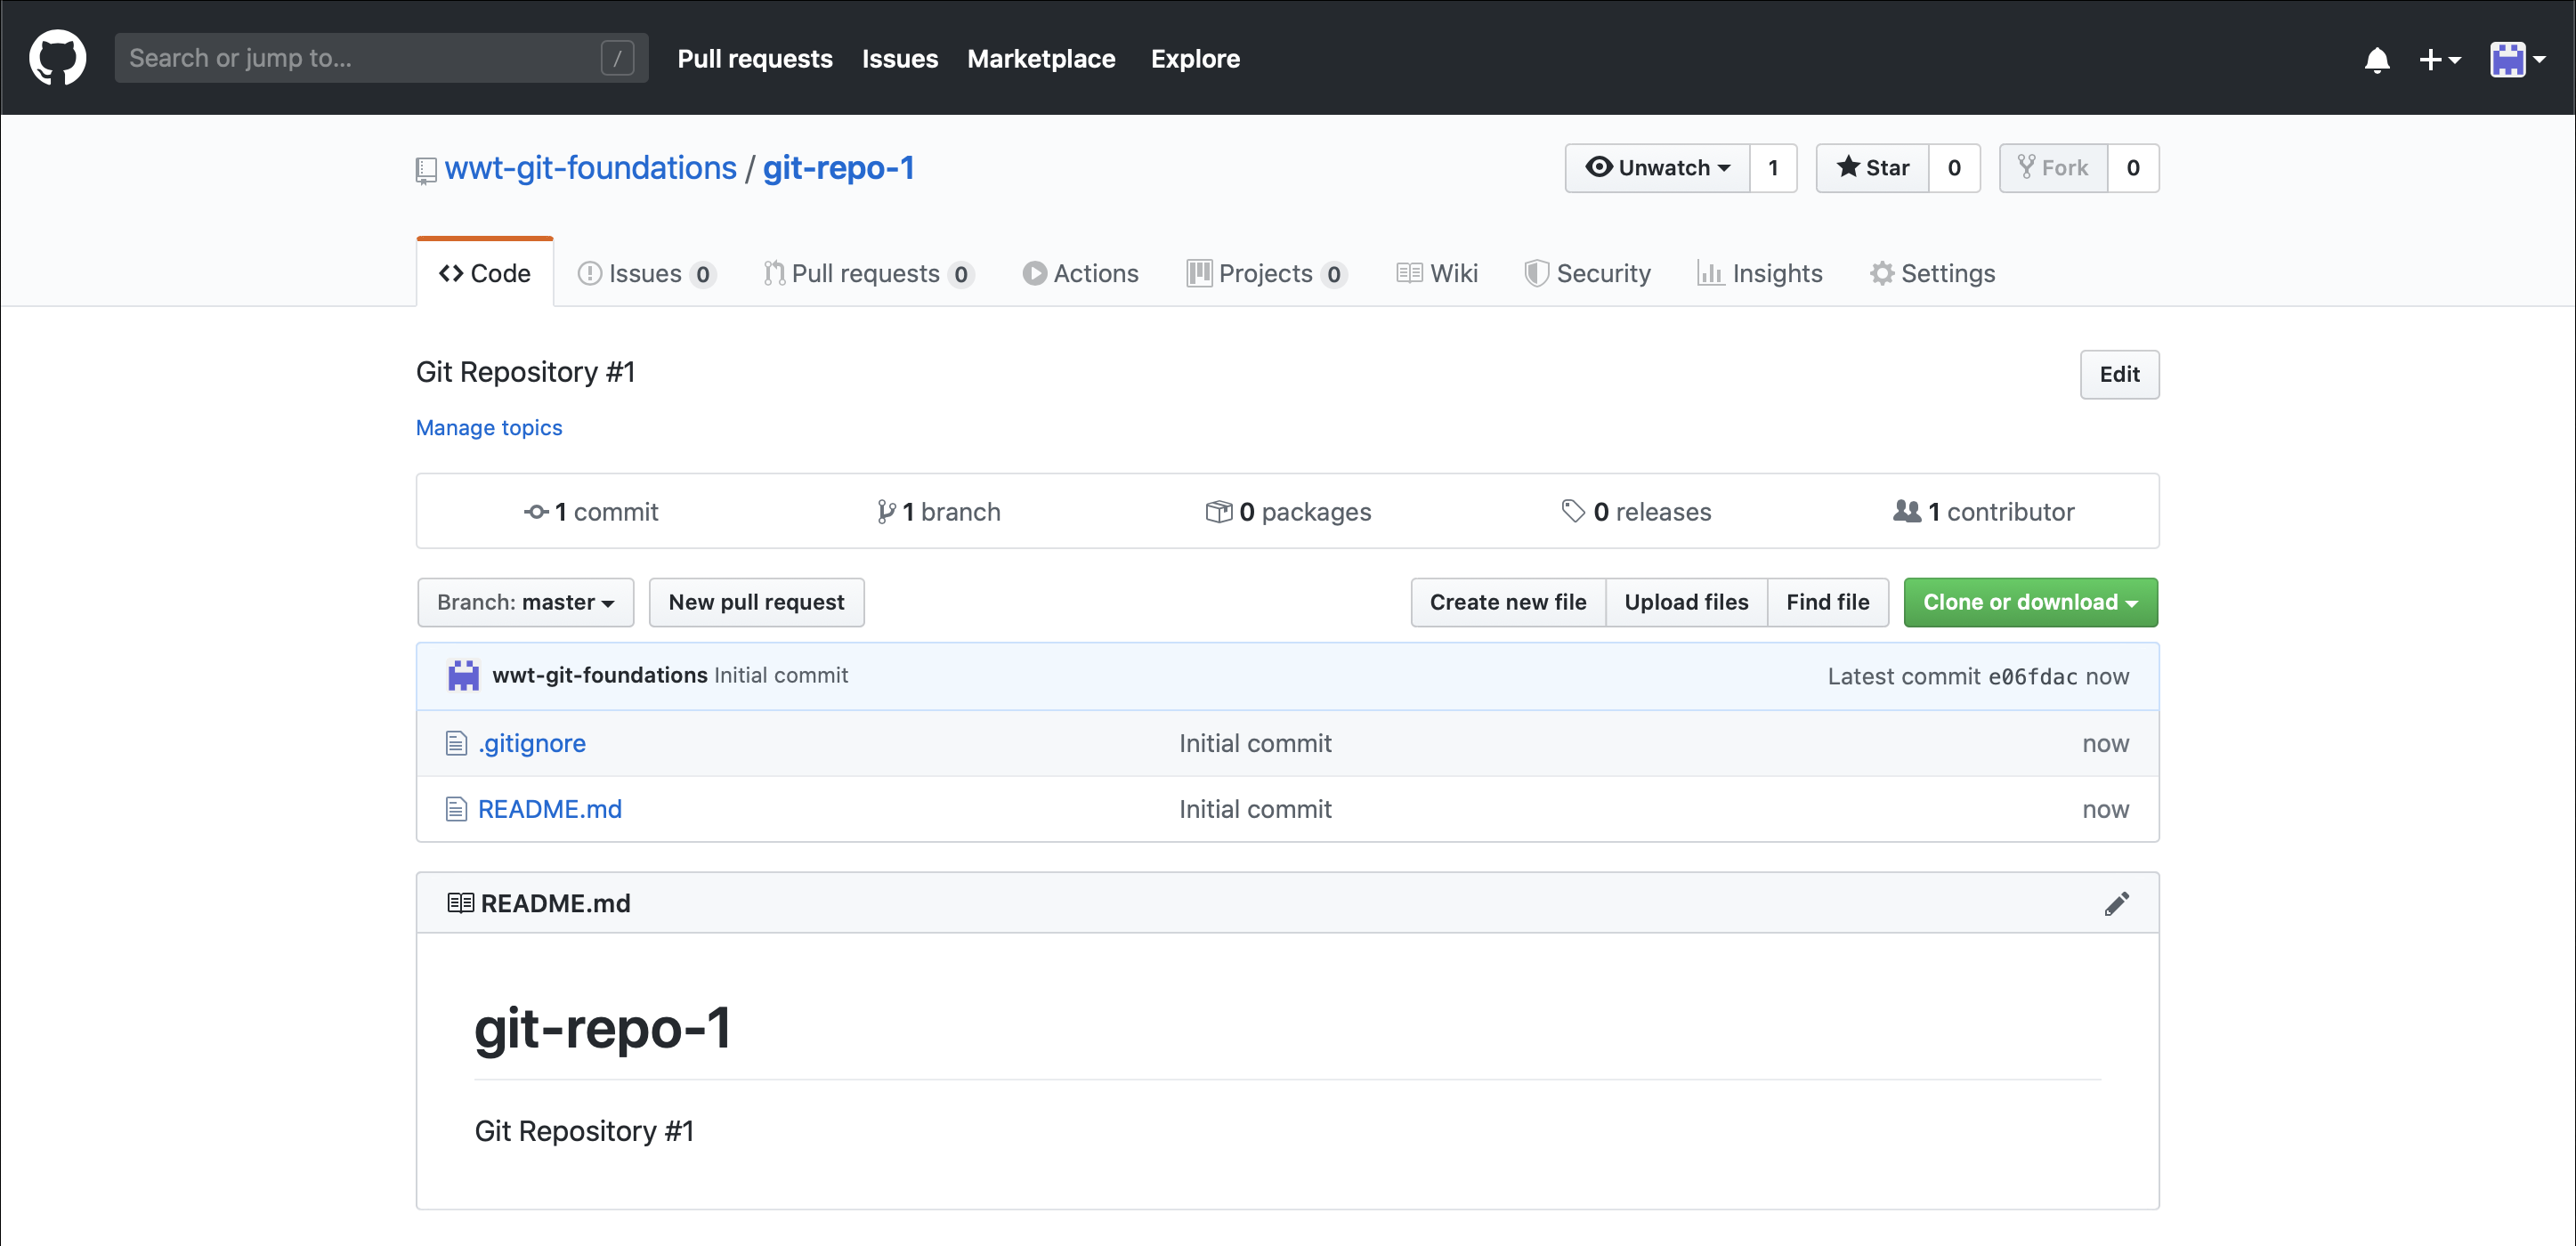 Search or jump to... / Pull requests Issues Marketplace Explore
wwt-git-foundations / git-repo-1 Unwatch 1 Star 0 Fork 0
Code Issues 0 Pull requests 0 Actions Projects 0 Wiki Security Insights Settings
Git Repository #1 Edit
Manage topics
1 commit 1 branch 0 packages 0 releases 1 contributor
Branch: master New pull request Create new file Upload files Find file Clone or download
wwt-git-foundations Initial commit Latest commit e06fdac now
.gitignore Initial commit now
README.md Initial commit now
README.md
git-repo-1
Git Repository #1